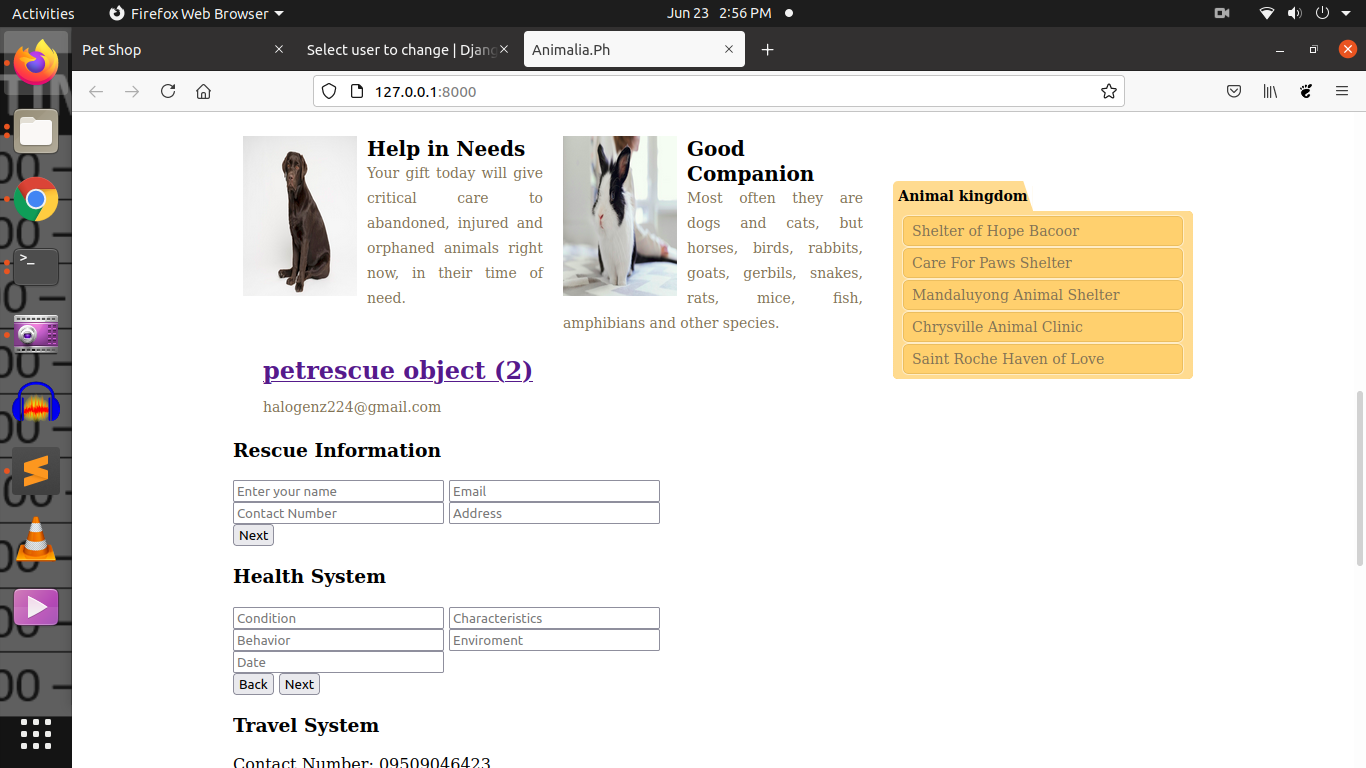 Activities
Firefox Web Browser
Jun 23 2:56 PM
Pet Shop
Select user to change | Djang
Animalia.Ph
127.0.0.1:8000
Help in Needs
Your gift today will give
critical care to
abandoned, injured and
orphaned animals right
now, in their time of
need.
Good
Companion
Most often they are
dogs and cats, but
horses, birds, rabbits,
goats, gerbils, snakes,
rats, mice, fish,
amphibians and other species.
Animal kingdom
Shelter of Hope Bacoor
Care For Paws Shelter
Mandaluyong Animal Shelter
Chrysville Animal Clinic
Saint Roche Haven of Love
petrescue object (2)
halogenz224@gmail.com
Rescue Information
Enter your name Email
Contact Number Address
Next
Health System
Condition Characteristics
Behavior Enviroment
Date
Back Next
Travel System
Contact Number: 09509046423